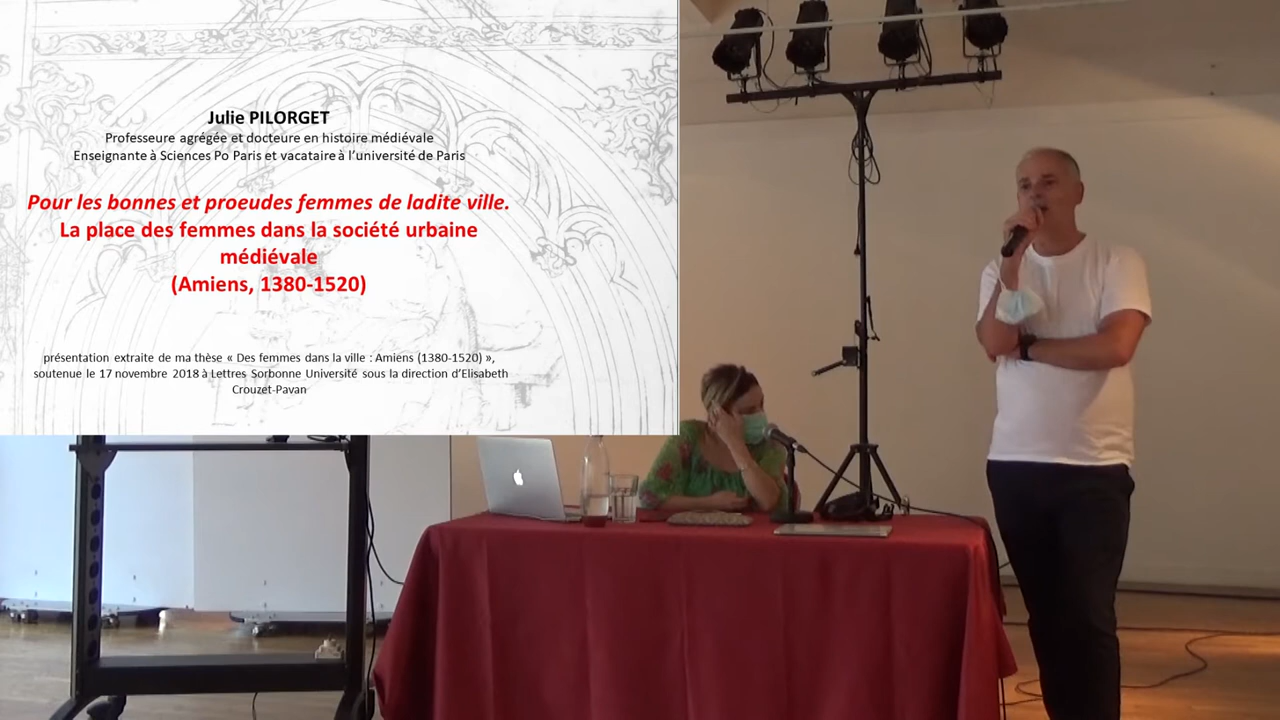 Julie PILORGET
Professeure agrégée et docteure en histoire médiévale
Enseignante à Sciences Po Paris et vacataire à l'université de Paris
Pour les bonnes et proeudes femmes de ladite ville.
La place des femmes dans la société urbaine
médiévale
(Amiens, 1380-1520)
présentation extraite de ma thèse « Des femmes dans la ville : Amiens (1380-1520) »,
soutenue le 17 novembre 2018 à Lettres Sorbonne Université sous la direction d'Elisabeth
Crouzet-Pavan